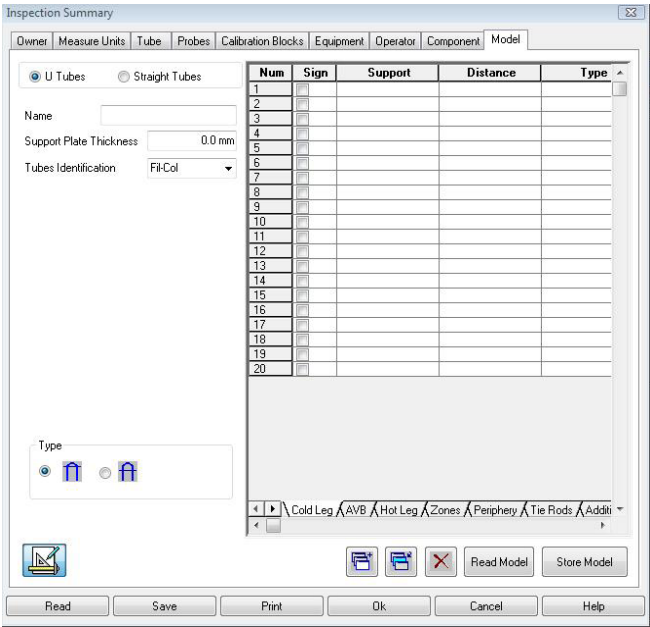 Inspection Summary
Owner Measure Units Tube Probes Calibration Blocks Equipment Operator Component Model
U Tubes Straight Tubes
Name
Support Plate Thickness 0.0 mm
Tubes Identification Fil-Col
Num Sign Support Distance Type
1
2
3
4
5
6
7
8
9
10
11
12
13
14
15
16
17
18
19
20
Type
Cold Leg AVB Hot Leg Zones Periphery Tie Rods Additi
Read Model Store Model
Read Save Print Ok Cancel Help